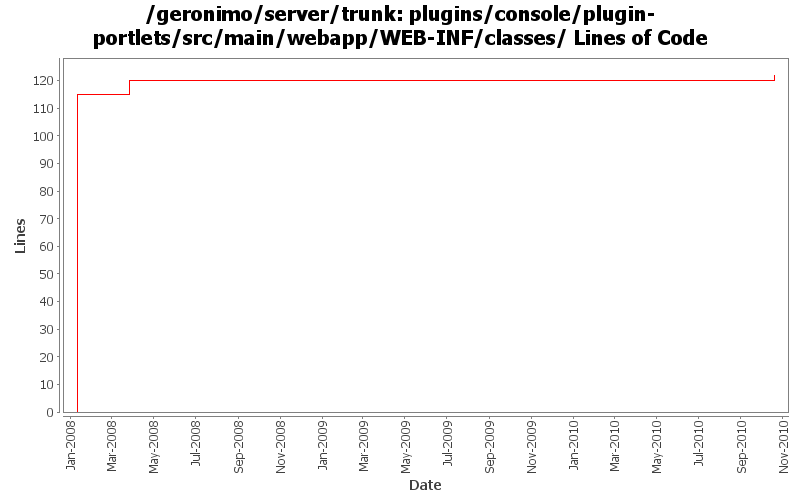 /geronimo/server/trunk: plugins/console/plugin-
portlets/src/main/webapp/WEB-INF/classes/ Lines of Code
Lines
120
110
100
90
80
70
60
50
40
30
20
10
0
Jan-2008
Mar-2008
May-2008
Jul-2008
Sep-2008
Nov-2008
Jan-2009
Mar-2009
May-2009
Jul-2009
Sep-2009
Nov-2009
Jan-2010
Mar-2010
May-2010
Jul-2010
Sep-2010
Nov-2010
Date